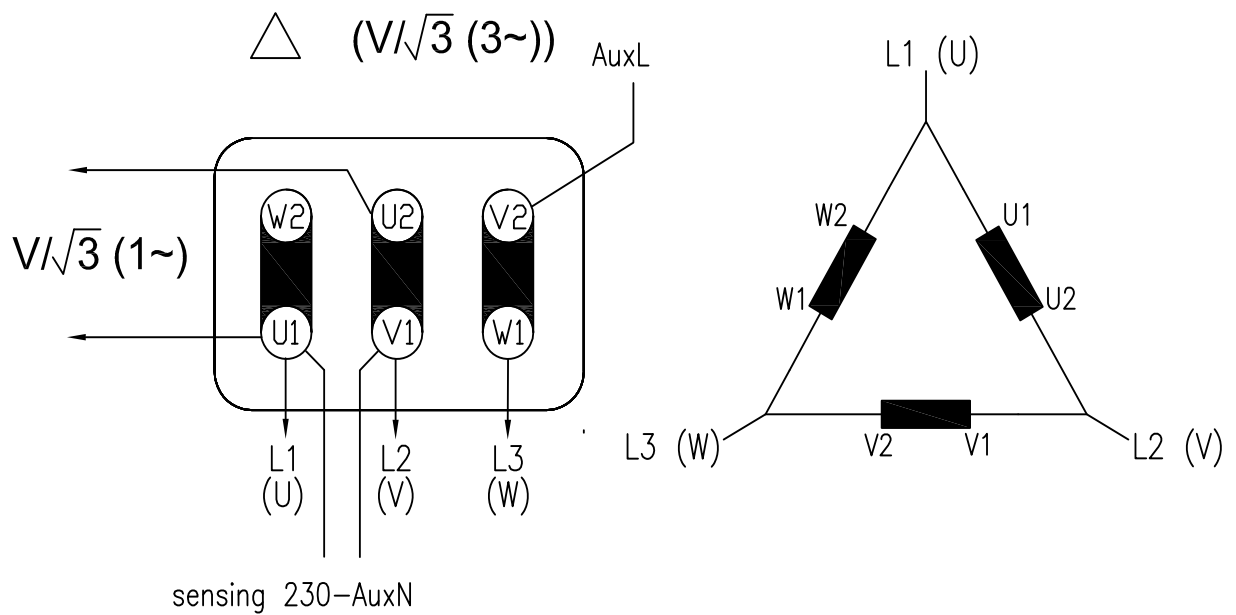 △ (V/√3 (3~))
AuxL
L1 (U)
W2 U2 V2
V/√3 (1~)
U1 V1 W1
L1 L2 L3
(U) (V) (W)
sensing 230-AuxN
W2 U1
W1 U2
V2 V1
L3 (W) L2 (V)